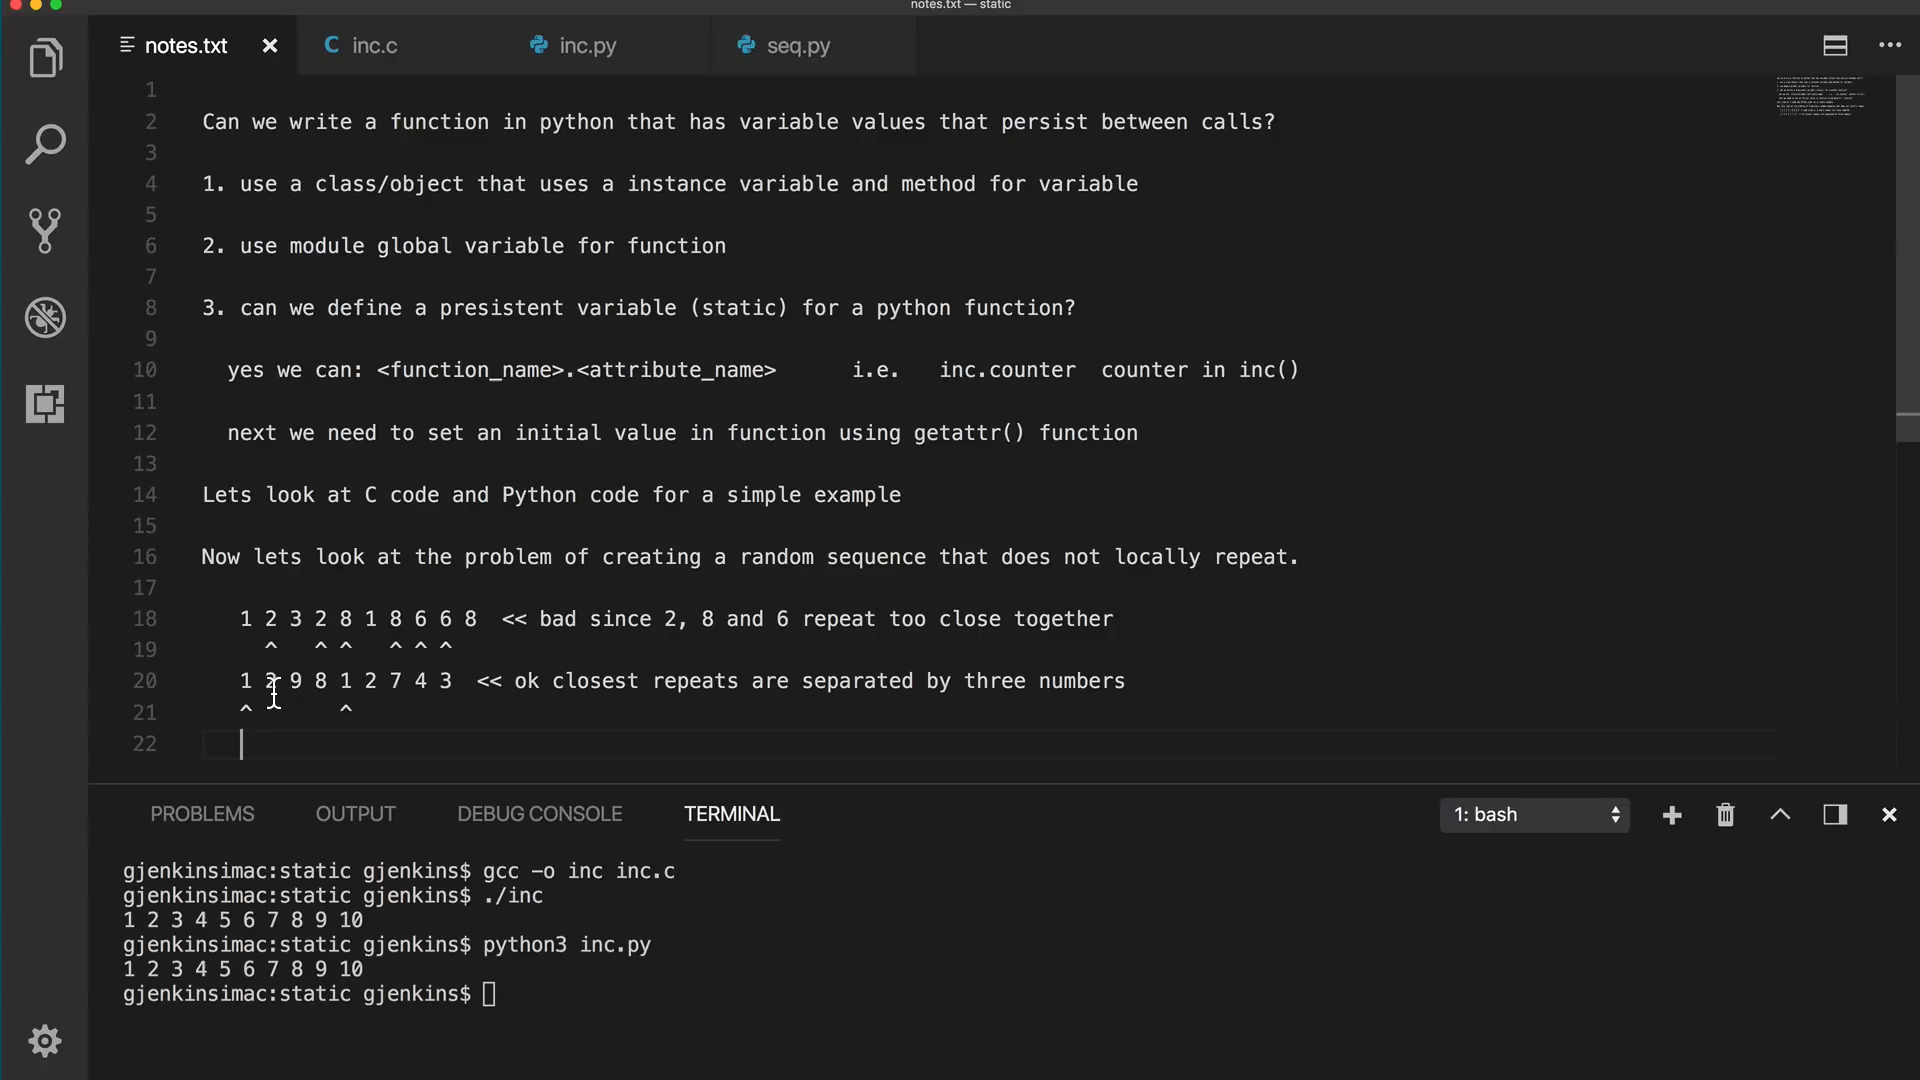 notes.txt — static
notes.txt inc.c inc.py seq.py
1
2 Can we write a function in python that has variable values that persist between calls?
3
4 1. use a class/object that uses a instance variable and method for variable
5
6 2. use module global variable for function
7
8 3. can we define a presistent variable (static) for a python function?
9
10 yes we can: <function_name>.<attribute_name> i.e. inc.counter counter in inc()
11
12 next we need to set an initial value in function using getattr() function
13
14 Lets look at C code and Python code for a simple example
15
16 Now lets look at the problem of creating a random sequence that does not locally repeat.
17
18 1 2 3 2 8 1 8 6 6 8 << bad since 2, 8 and 6 repeat too close together
19 ^ ^ ^ ^ ^ ^
20 1 2 9 8 1 2 7 4 3 << ok closest repeats are separated by three numbers
21 ^ ^
22
PROBLEMS OUTPUT DEBUG CONSOLE TERMINAL 1: bash
gjenkinsimac:static gjenkins$ gcc -o inc inc.c
gjenkinsimac:static gjenkins$ ./inc
1 2 3 4 5 6 7 8 9 10
gjenkinsimac:static gjenkins$ python3 inc.py
1 2 3 4 5 6 7 8 9 10
gjenkinsimac:static gjenkins$